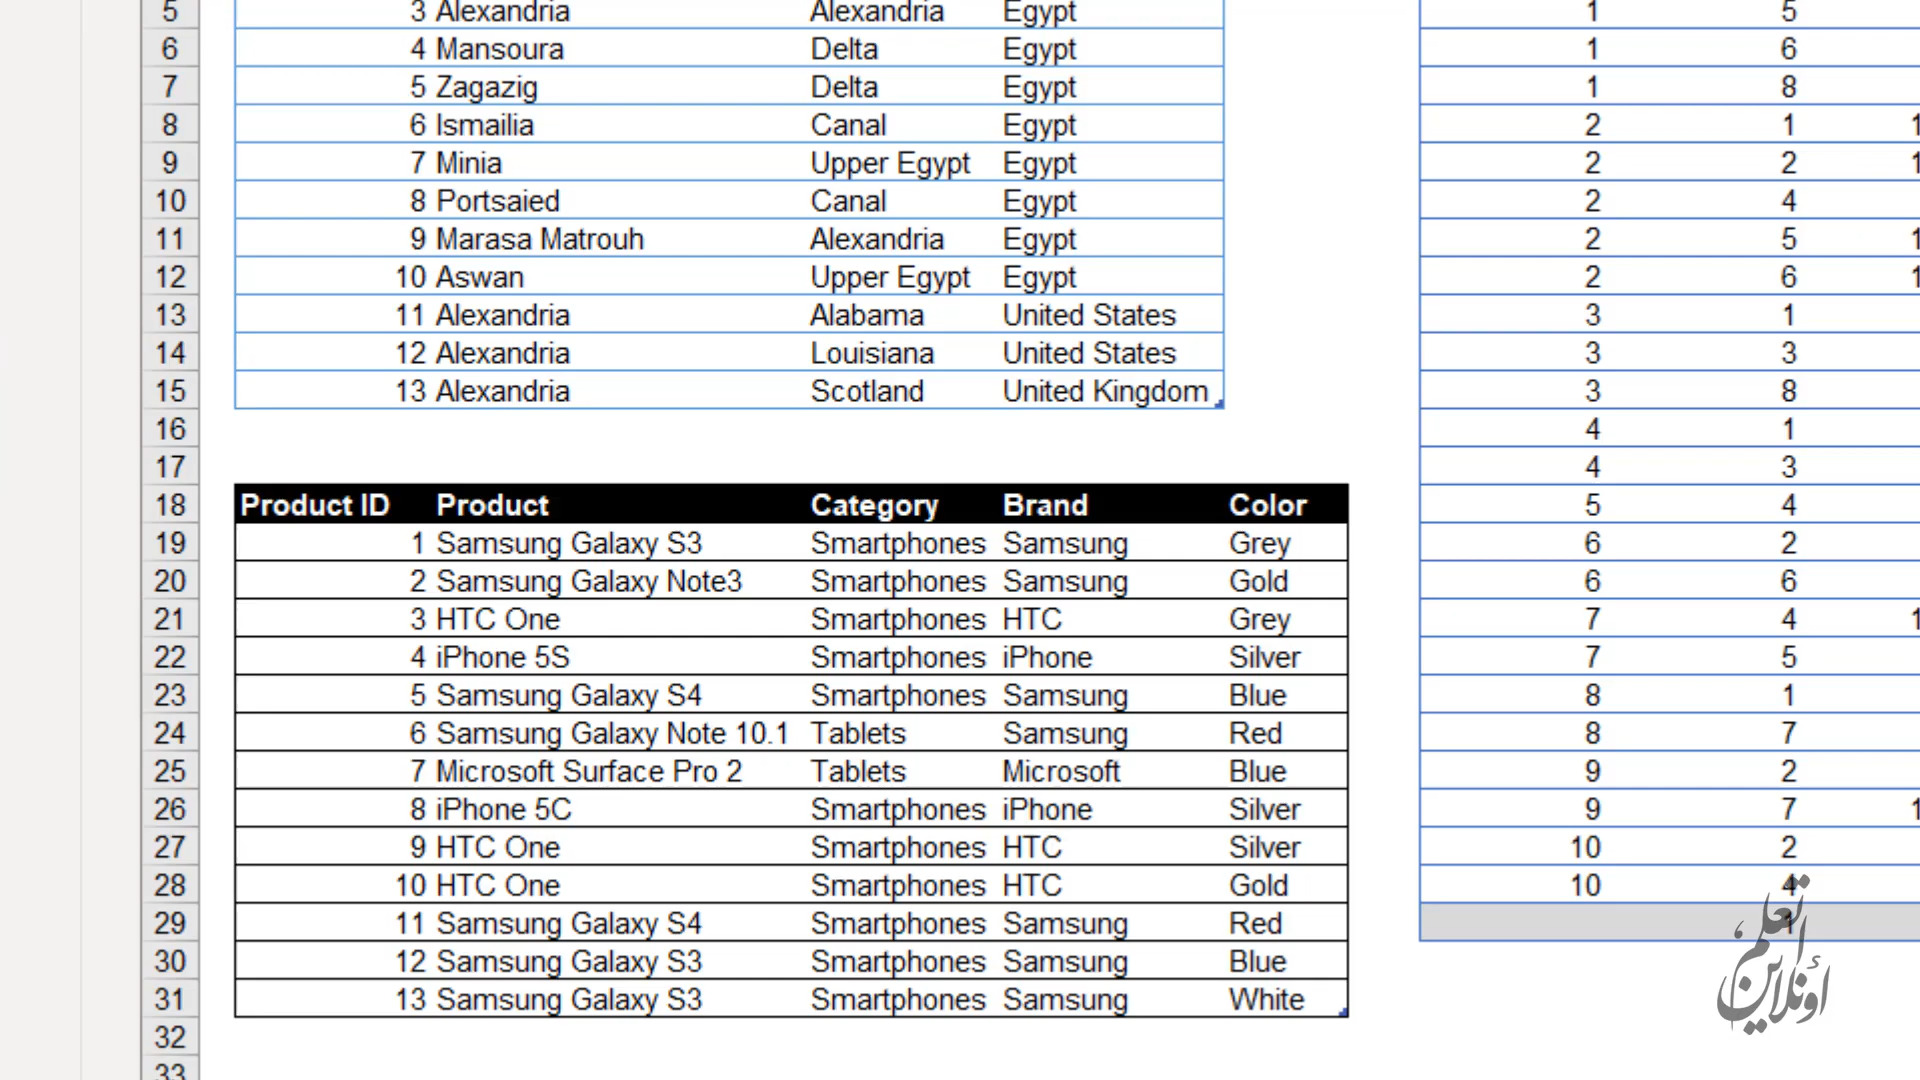 5 3 Alexandria Alexandria Egypt 1 5
6 4 Mansoura Delta Egypt 1 6
7 5 Zagazig Delta Egypt 1 8
8 6 Ismailia Canal Egypt 2 1
9 7 Minia Upper Egypt Egypt 2 2
10 8 Portsaied Canal Egypt 2 4
11 9 Marasa Matrouh Alexandria Egypt 2 5
12 10 Aswan Upper Egypt Egypt 2 6
13 11 Alexandria Alabama United States 3 1
14 12 Alexandria Louisiana United States 3 3
15 13 Alexandria Scotland United Kingdom 3 8
16 4 1
17 4 3
18 Product ID Product Category Brand Color 5 4
19 1 Samsung Galaxy S3 Smartphones Samsung Grey 6 2
20 2 Samsung Galaxy Note3 Smartphones Samsung Gold 6 6
21 3 HTC One Smartphones HTC Grey 7 4
22 4 iPhone 5S Smartphones iPhone Silver 7 5
23 5 Samsung Galaxy S4 Smartphones Samsung Blue 8 1
24 6 Samsung Galaxy Note 10.1 Tablets Samsung Red 8 7
25 7 Microsoft Surface Pro 2 Tablets Microsoft Blue 9 2
26 8 iPhone 5C Smartphones iPhone Silver 9 7
27 9 HTC One Smartphones HTC Silver 10 2
28 10 HTC One Smartphones HTC Gold 10 4
29 11 Samsung Galaxy S4 Smartphones Samsung Red 1
30 12 Samsung Galaxy S3 Smartphones Samsung Blue
31 13 Samsung Galaxy S3 Smartphones Samsung White
32
33
أتعلم
أونلاين